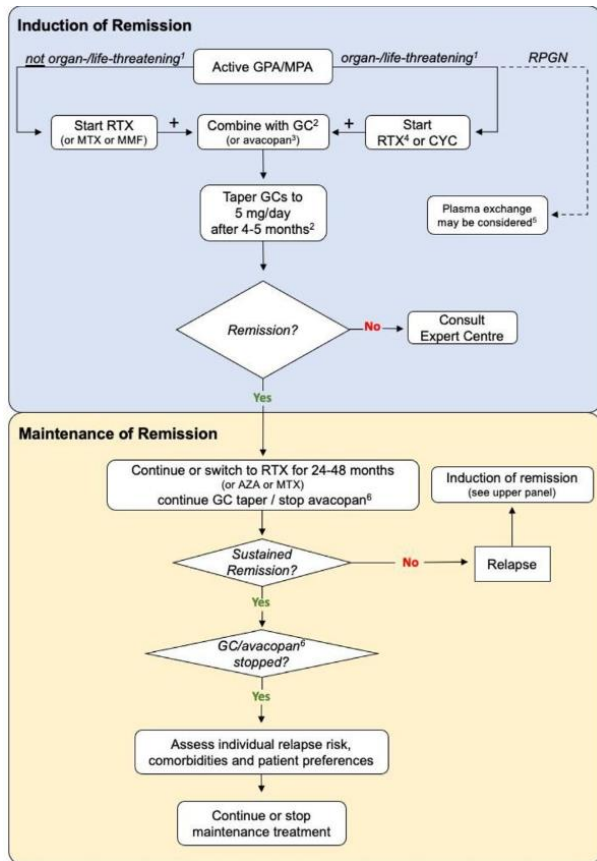 Induction of Remission
not organ-/life-threatening¹
organ-/life-threatening¹
RPGN
Active GPA/MPA
Start RTX
(or MTX or MMF)
+
Combine with GC²
(or avacopan³)
+
Start
RTX⁴ or CYC
Taper GCs to
5 mg/day
after 4-5 months²
Plasma exchange
may be considered⁵
Remission?
No
Consult
Expert Centre
Yes
Maintenance of Remission
Continue or switch to RTX for 24-48 months
(or AZA or MTX)
continue GC taper / stop avacopan⁶
Induction of remission
(see upper panel)
Sustained
Remission?
No
Relapse
Yes
GC/avacopan⁶
stopped?
Yes
Assess individual relapse risk,
comorbidities and patient preferences
Continue or stop
maintenance treatment